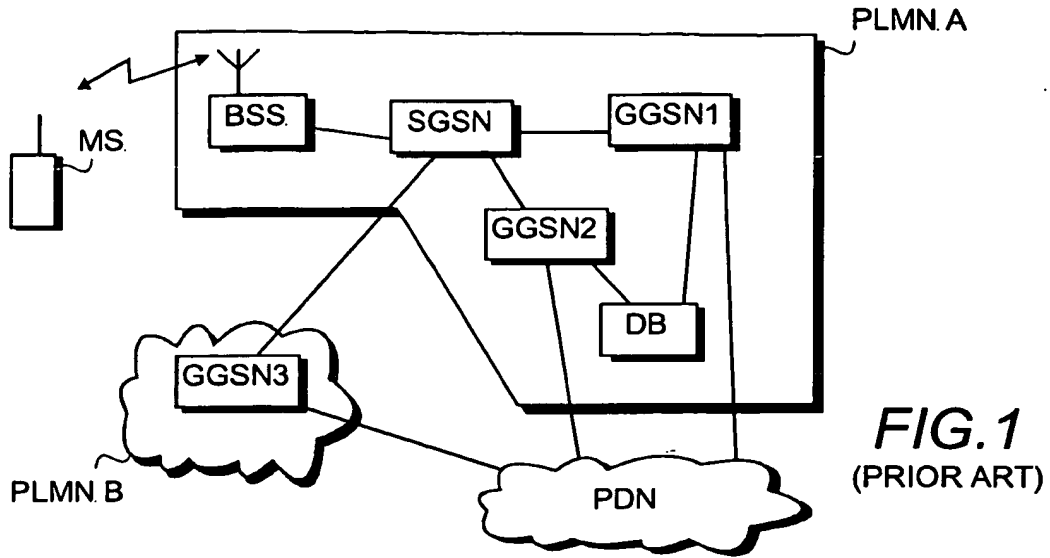 PLMN. A
BSS.
SGSN
GGSN1
MS.
GGSN2
DB
GGSN3
FIG.1
(PRIOR ART)
PLMN. B
PDN